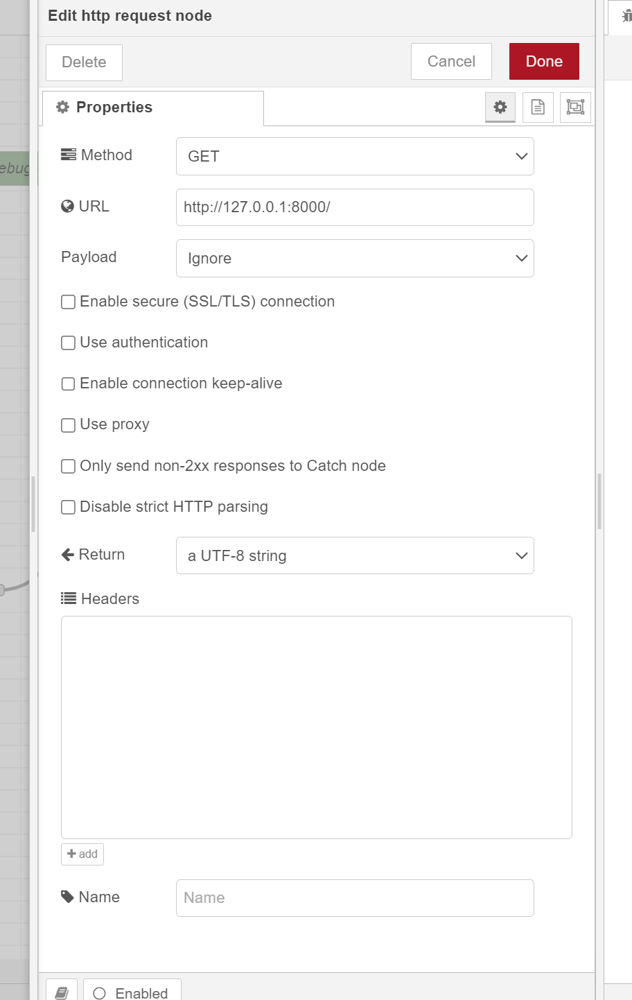 Edit http request node
Delete
Cancel
Done
Properties
ebug
Method
GET
URL
http://127.0.0.1:8000/
Payload
Ignore
Enable secure (SSL/TLS) connection
Use authentication
Enable connection keep-alive
Use proxy
Only send non-2xx responses to Catch node
Disable strict HTTP parsing
Return
a UTF-8 string
Headers
add
Name
Name
Enabled